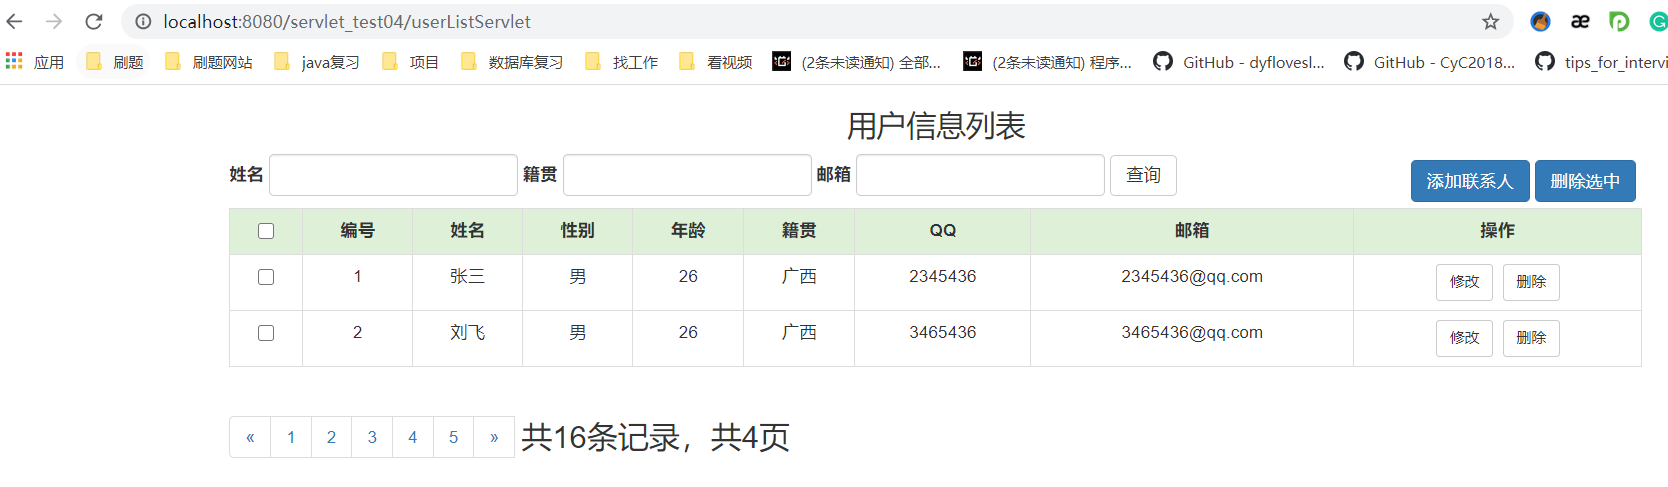 localhost:8080/servlet_test04/userListServlet
应用 刷题 刷题网站 java复习 项目 数据库复习 找工作 看视频 (2条未读通知) 全部... (2条未读通知) 程序... GitHub - dyflovesl... GitHub - CyC2018... tips_for_intervi
用户信息列表
姓名 籍贯 邮箱 查询 添加联系人 删除选中
编号 姓名 性别 年龄 籍贯 QQ 邮箱 操作
1 张三 男 26 广西 2345436 2345436@qq.com 修改 删除
2 刘飞 男 26 广西 3465436 3465436@qq.com 修改 删除
« 1 2 3 4 5 » 共16条记录，共4页